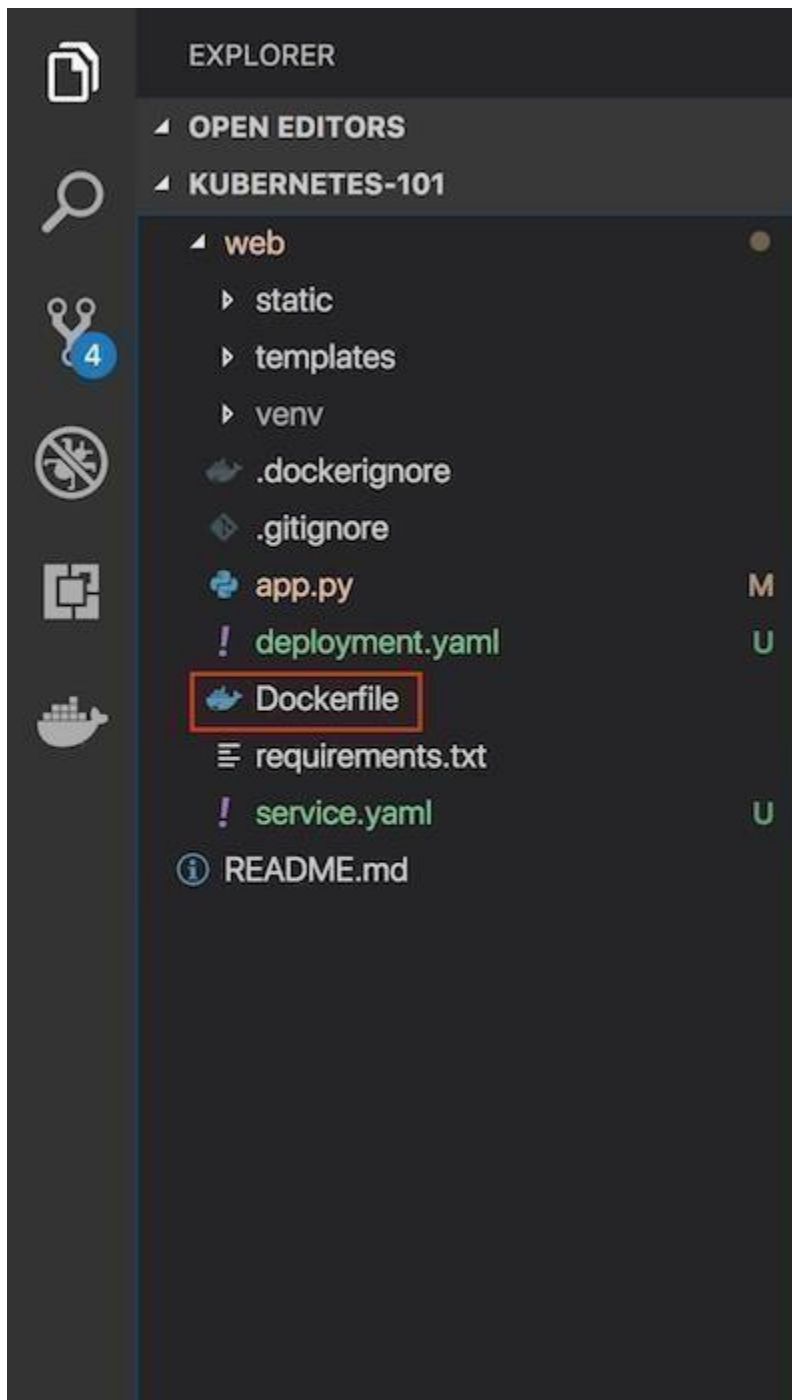 EXPLORER
OPEN EDITORS
KUBERNETES-101
web
static
templates
4
venv
.dockerignore
.gitignore
app.py M
deployment.yaml U
Dockerfile
requirements.txt
service.yaml U
README.md